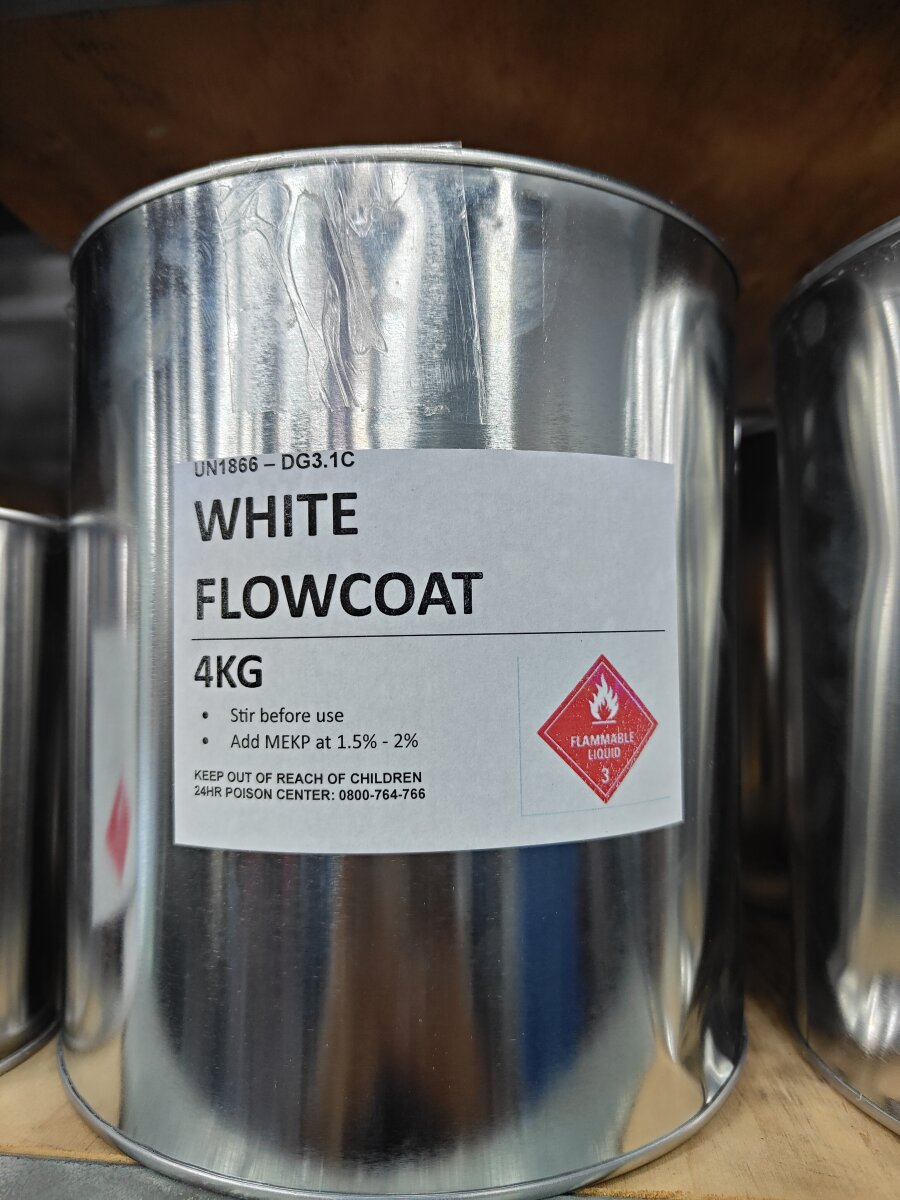 UN1866 – DG3.1C
WHITE
FLOWCOAT
4KG
• Stir before use
• Add MEKP at 1.5% - 2%
KEEP OUT OF REACH OF CHILDREN
24HR POISON CENTER: 0800-764-766
FLAMMABLE
LIQUID
3